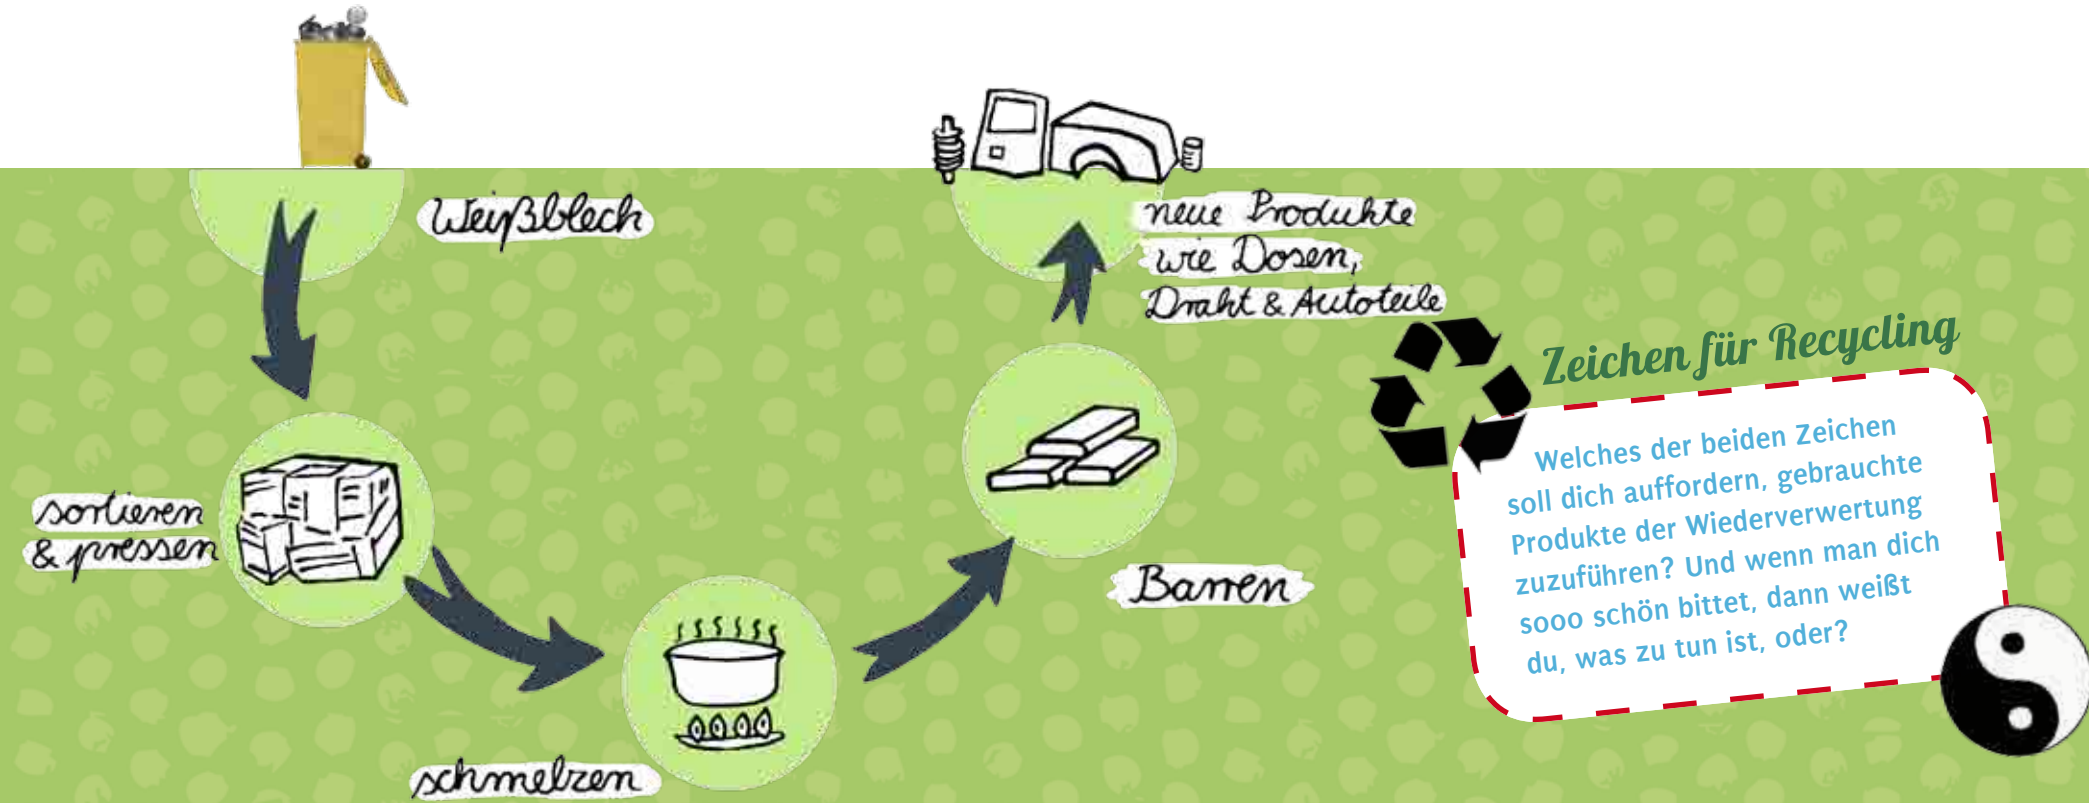 Weißblech
sortieren
& pressen
schmelzen
Barren
neue Produkte
wie Dosen,
Draht & Autoteile
Zeichen für Recycling
Welches der beiden Zeichen
soll dich auffordern, gebrauchte
Produkte der Wiederverwertung
zuzuführen? Und wenn man dich
sooo schön bittet, dann weißt
du, was zu tun ist, oder?